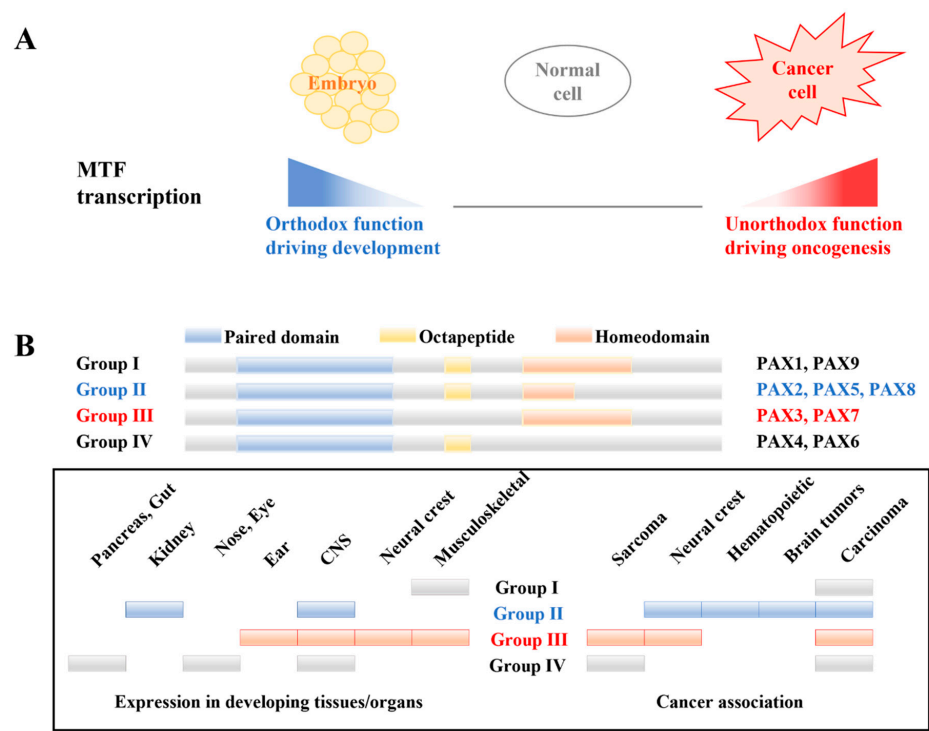 A
Embryo
Normal
cell
Cancer
cell
MTF
transcription
Orthodox function
driving development
Unorthodox function
driving oncogenesis
B
Paired domain
Octapeptide
Homeodomain
Group I
PAX1, PAX9
Group II
PAX2, PAX5, PAX8
Group III
PAX3, PAX7
Group IV
PAX4, PAX6
Pancreas, Gut
Kidney
Nose, Eye
Ear
CNS
Neural crest
Musculoskeletal
Sarcoma
Neural crest
Hematopoietic
Brain tumors
Carcinoma
Group I
Group II
Group III
Group IV
Expression in developing tissues/organs
Cancer association